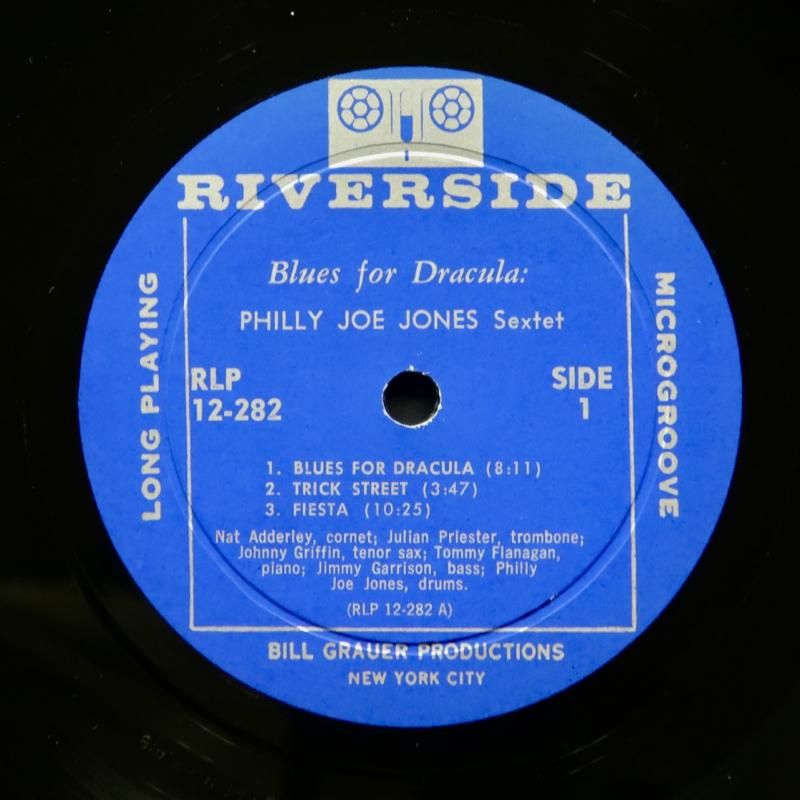 RIVERSIDE
Blues for Dracula:
PHILLY JOE JONES Sextet
LONG PLAYING
MICROGROOVE
RLP
12-282
SIDE
1
1. BLUES FOR DRACULA (8:11)
2. TRICK STREET (3:47)
3. FIESTA (10:25)
Nat Adderley, cornet; Julian Priester, trombone;
Johnny Griffin, tenor sax; Tommy Flanagan,
piano; Jimmy Garrison, bass; Philly
Joe Jones, drums.
(RLP 12-282 A)
BILL GRAUER PRODUCTIONS
NEW YORK CITY